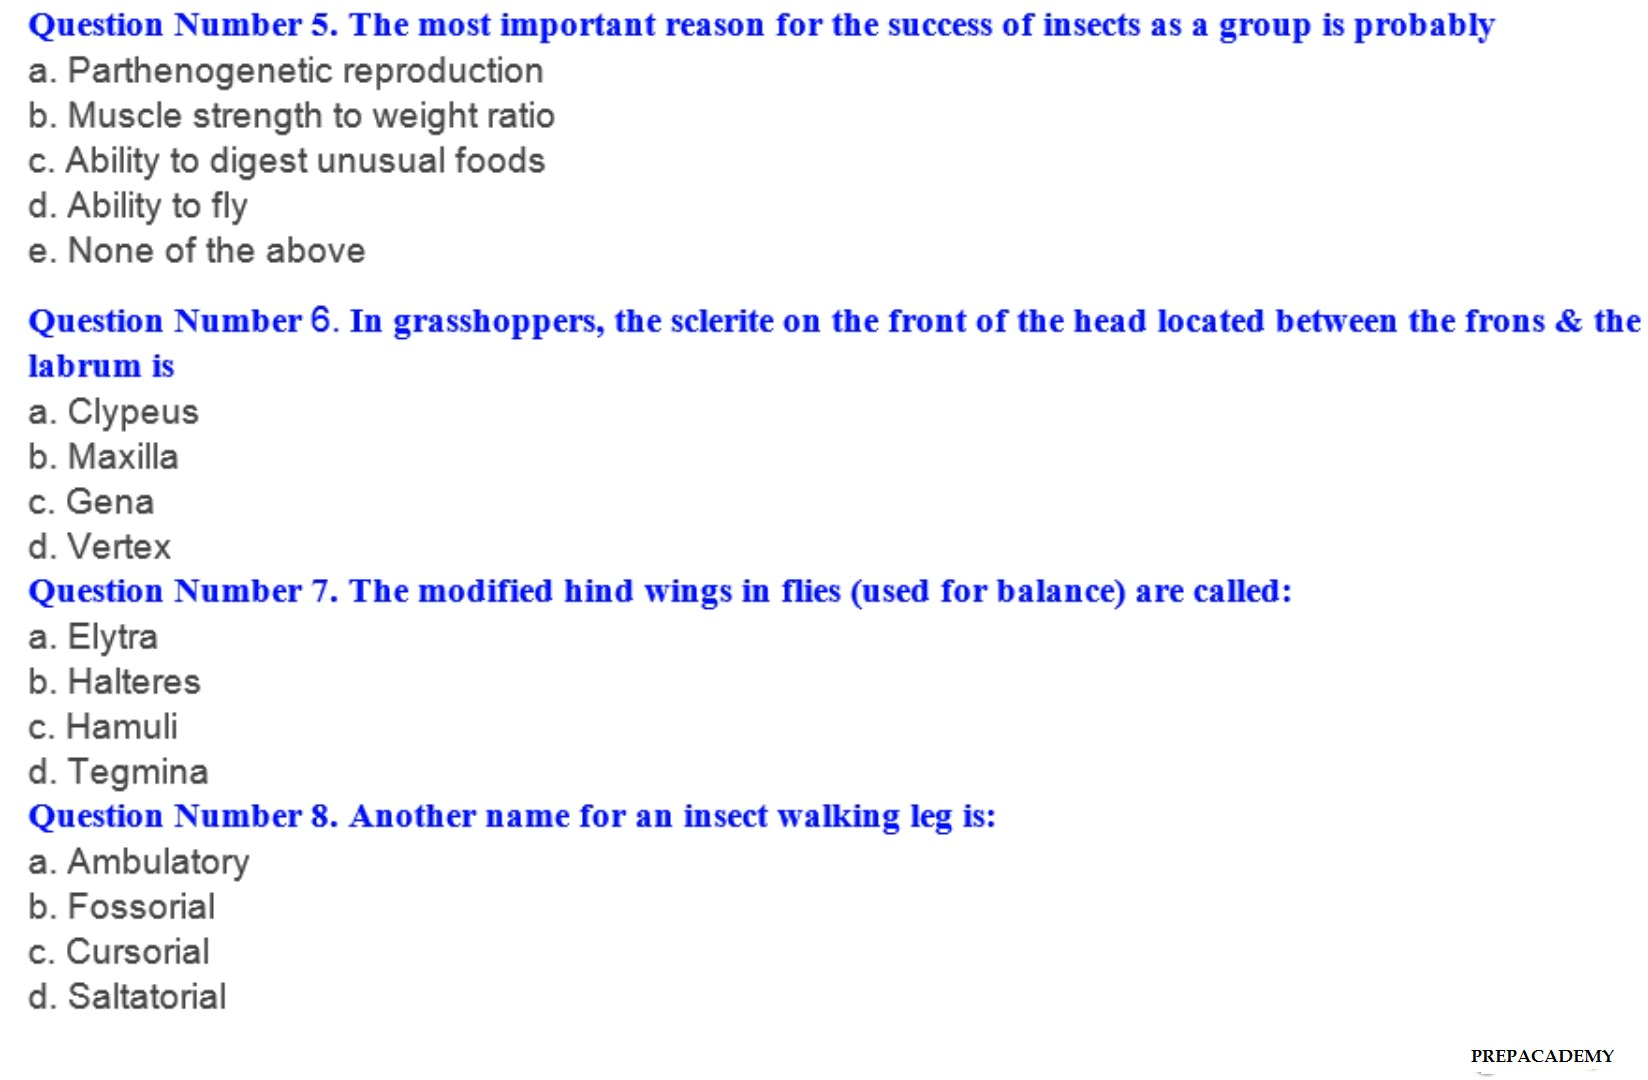 Question Number 5. The most important reason for the success of insects as a group is probably
a. Parthenogenetic reproduction
b. Muscle strength to weight ratio
c. Ability to digest unusual foods
d. Ability to fly
e. None of the above
Question Number 6. In grasshoppers, the sclerite on the front of the head located between the frons & the
labrum is
a. Clypeus
b. Maxilla
c. Gena
d. Vertex
Question Number 7. The modified hind wings in flies (used for balance) are called:
a. Elytra
b. Halteres
c. Hamuli
d. Tegmina
Question Number 8. Another name for an insect walking leg is:
a. Ambulatory
b. Fossorial
c. Cursorial
d. Saltatorial
PREPACADEMY